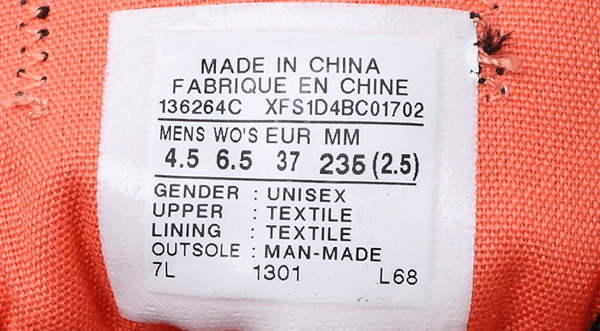 MADE IN CHINA
FABRIQUE EN CHINE
136264C XFS1D4BC01702
MENS WO'S EUR MM
4.5 6.5 37 235 (2.5)
GENDER : UNISEX
UPPER : TEXTILE
LINING : TEXTILE
OUTSOLE : MAN-MADE
7L 1301 L68